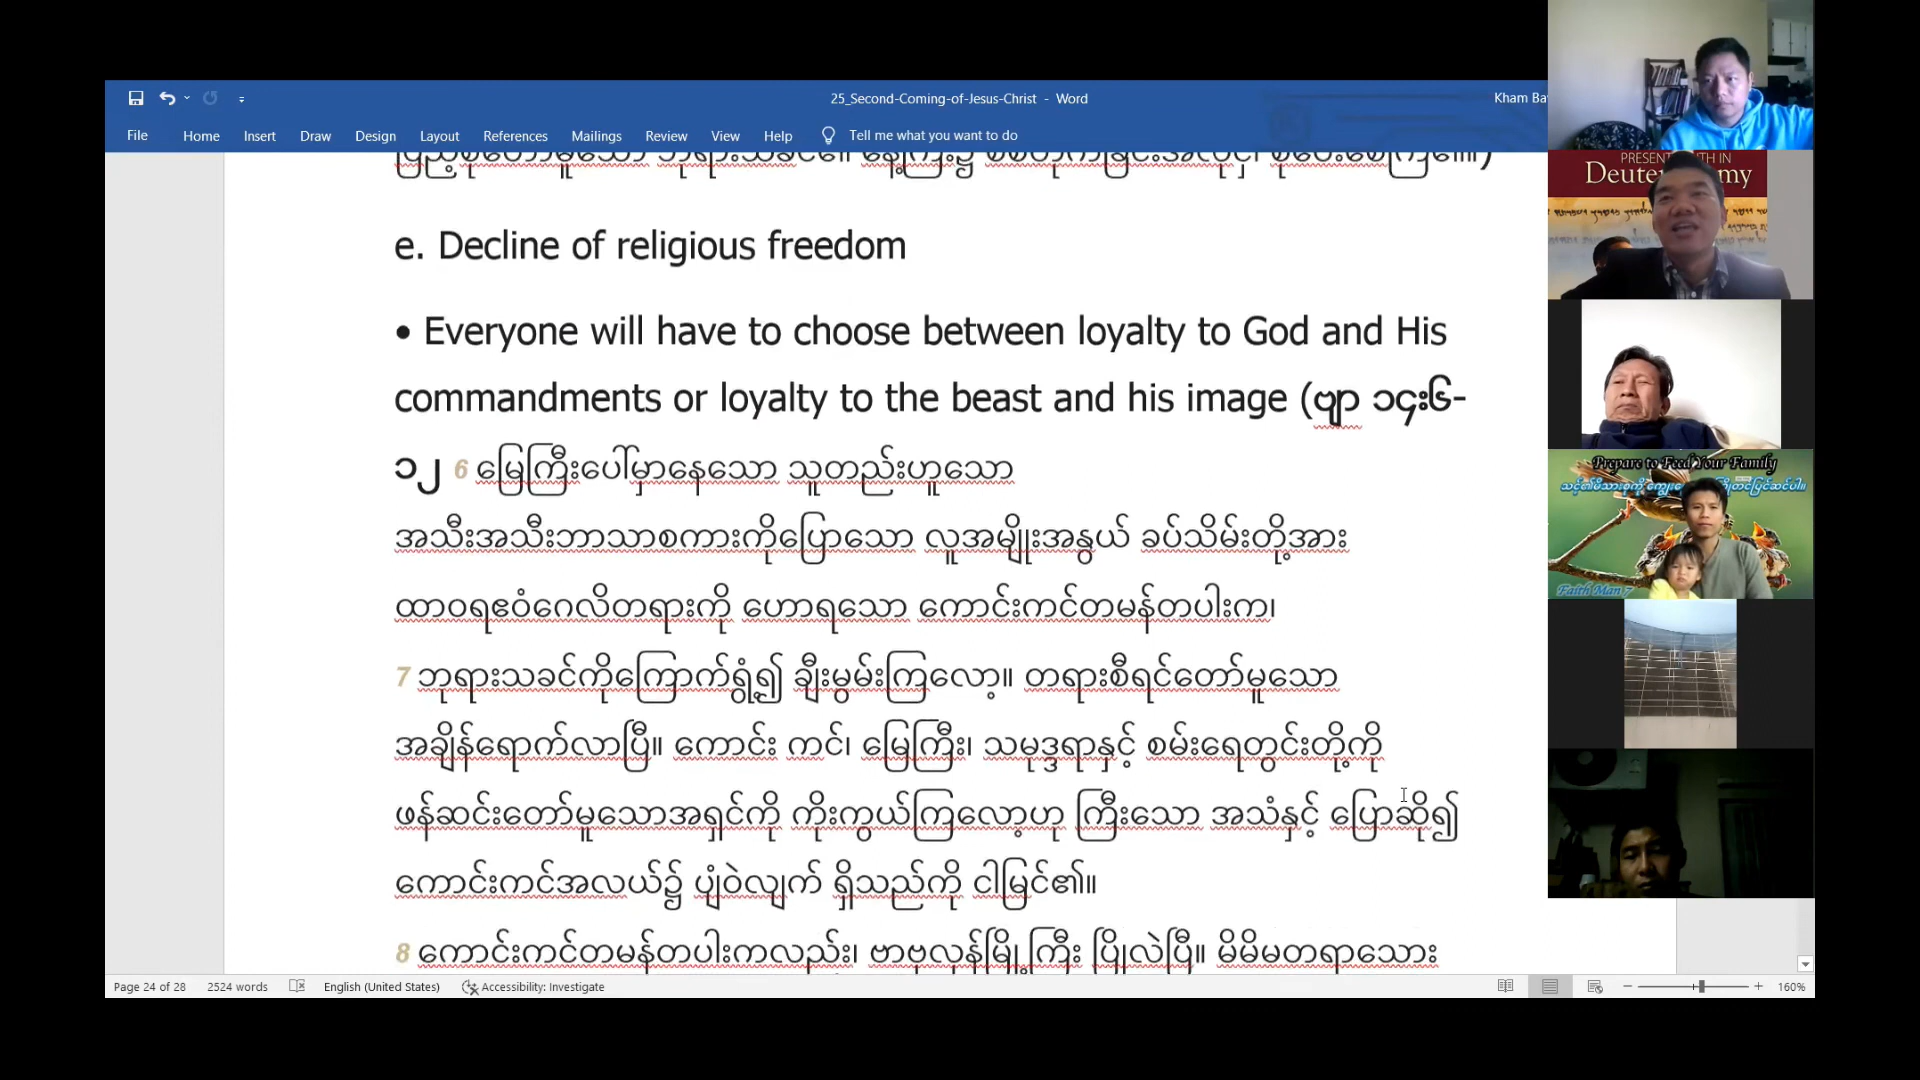 25_Second-Coming-of-Jesus-Christ - Word
Kham
File Home Insert Draw Design Layout References Mailings Review View Help Tell me what you want to do
e. Decline of religious freedom
• Everyone will have to choose between loyalty to God and His
commandments or loyalty to the beast and his image (ဗျာ ၁၄း၆-
၁၂ 6 မြေကြီးပေါ်မှာနေသော သူတည်းဟူသော
အသီးအသီးဘာသာစကားကိုပြောသော လူအမျိုးအနွယ် ခပ်သိမ်းတို့အား
ထာဝရဧဝံဂေလိတရားကို ဟောရသော ကောင်းကင်တမန်တပါးက၊
7 ဘုရားသခင်ကိုကြောက်ရွံ့၍ ချီးမွမ်းကြလော့။ တရားစီရင်တော်မူသော
အချိန်ရောက်လာပြီ။ ကောင်း ကင်၊ မြေကြီး၊ သမုဒ္ဒရာနှင့် စမ်းရေတွင်းတို့ကို
ဖန်ဆင်းတော်မူသောအရှင်ကို ကိုးကွယ်ကြလော့ဟု ကြီးသော အသံနှင့် ပြောဆို၍
ကောင်းကင်အလယ်၌ ပျံဝဲလျက် ရှိသည်ကို ငါမြင်၏။
8 ကောင်းကင်တမန်တပါးကလည်း၊ ဗာဗုလုန်မြို့ကြီး ပြိုလဲပြီ။ မိမိမတရာသော
Page 24 of 28 2524 words English (United States) Accessibility: Investigate 160%
PRESENT IN
Prepare to Feed Your Family
Faith Man 7